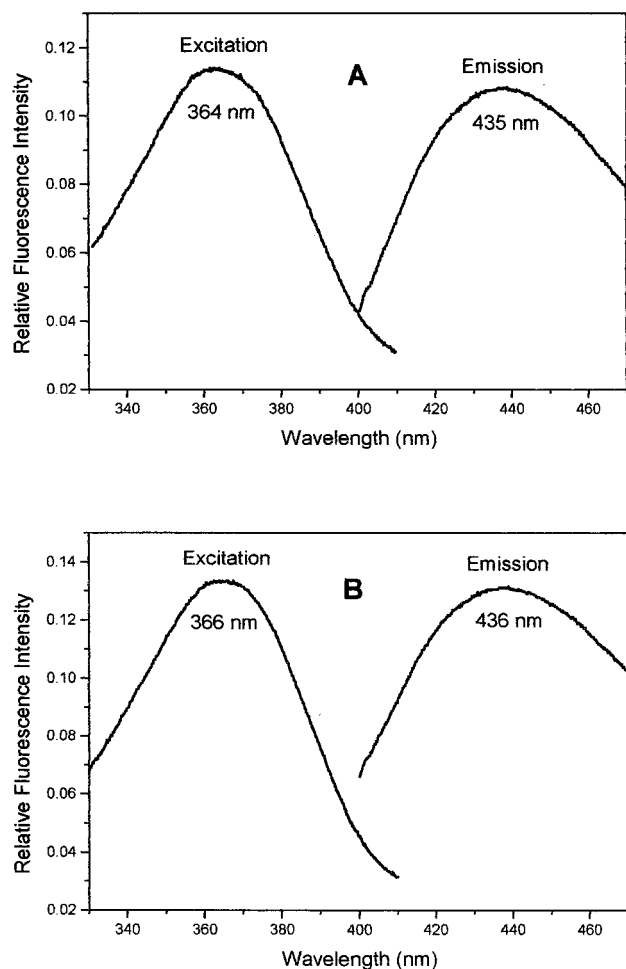 Excitation
A
Emission
364 nm
435 nm
0.12
0.10
0.08
0.06
0.04
0.02
Relative Fluorescence Intensity
340 360 380 400 420 440 460
Wavelength (nm)
Excitation
B
Emission
366 nm
436 nm
0.14
0.12
0.10
0.08
0.06
0.04
0.02
Relative Fluorescence Intensity
340 360 380 400 420 440 460
Wavelength (nm)